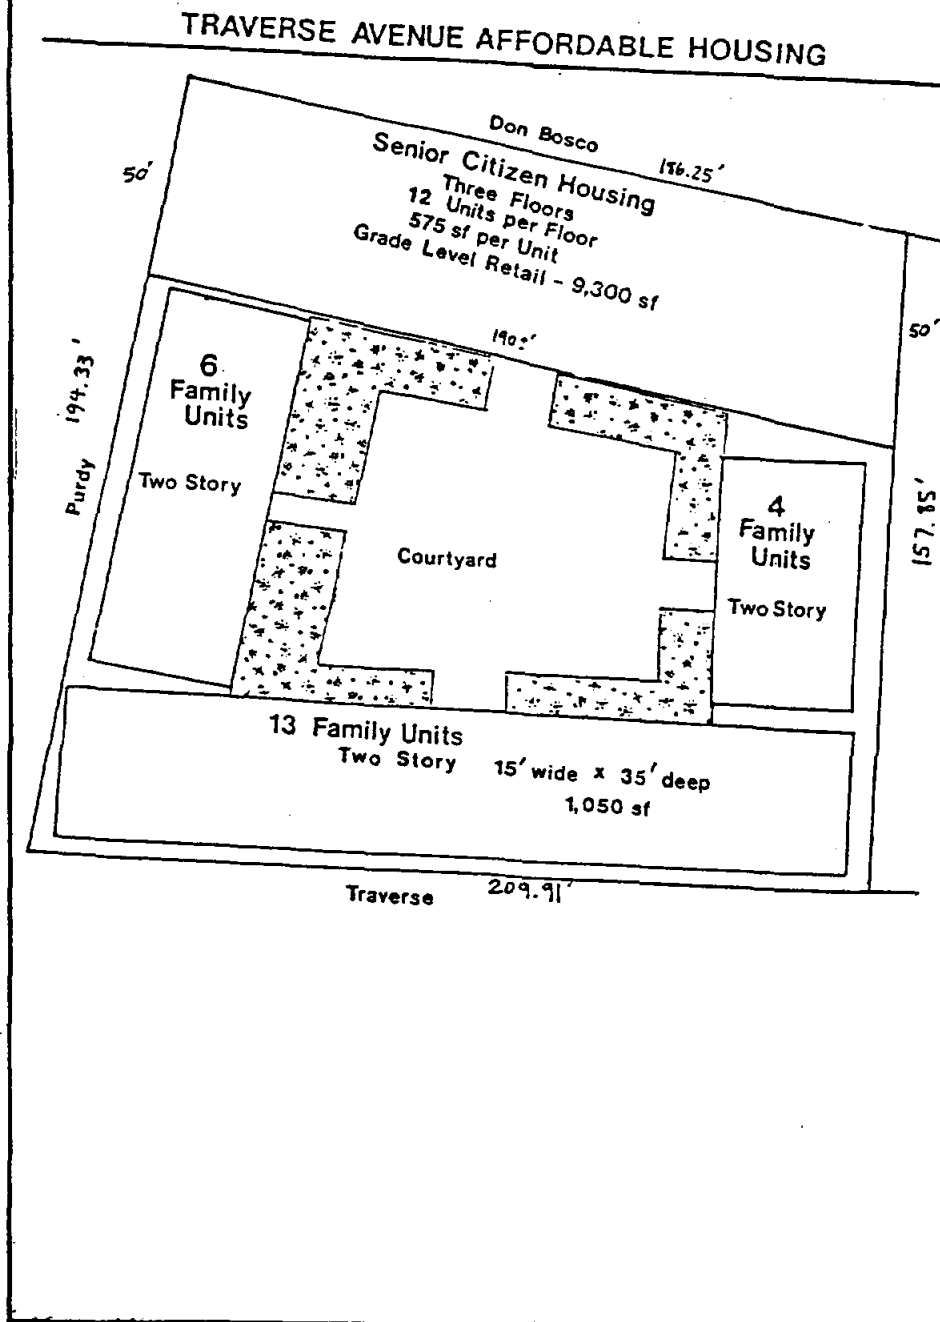 TRAVERSE AVENUE AFFORDABLE HOUSING
Don Bosco
186.25'
50'
Senior Citizen Housing
Three Floors
12 Units per Floor
575 sf per Unit
Grade Level Retail - 9,300 sf
190±'
50'
Purdy 194.33'
6
Family
Units
Two Story
Courtyard
4
Family
Units
Two Story
157.85'
13 Family Units
Two Story 15' wide x 35' deep
1,050 sf
Traverse 209.91'